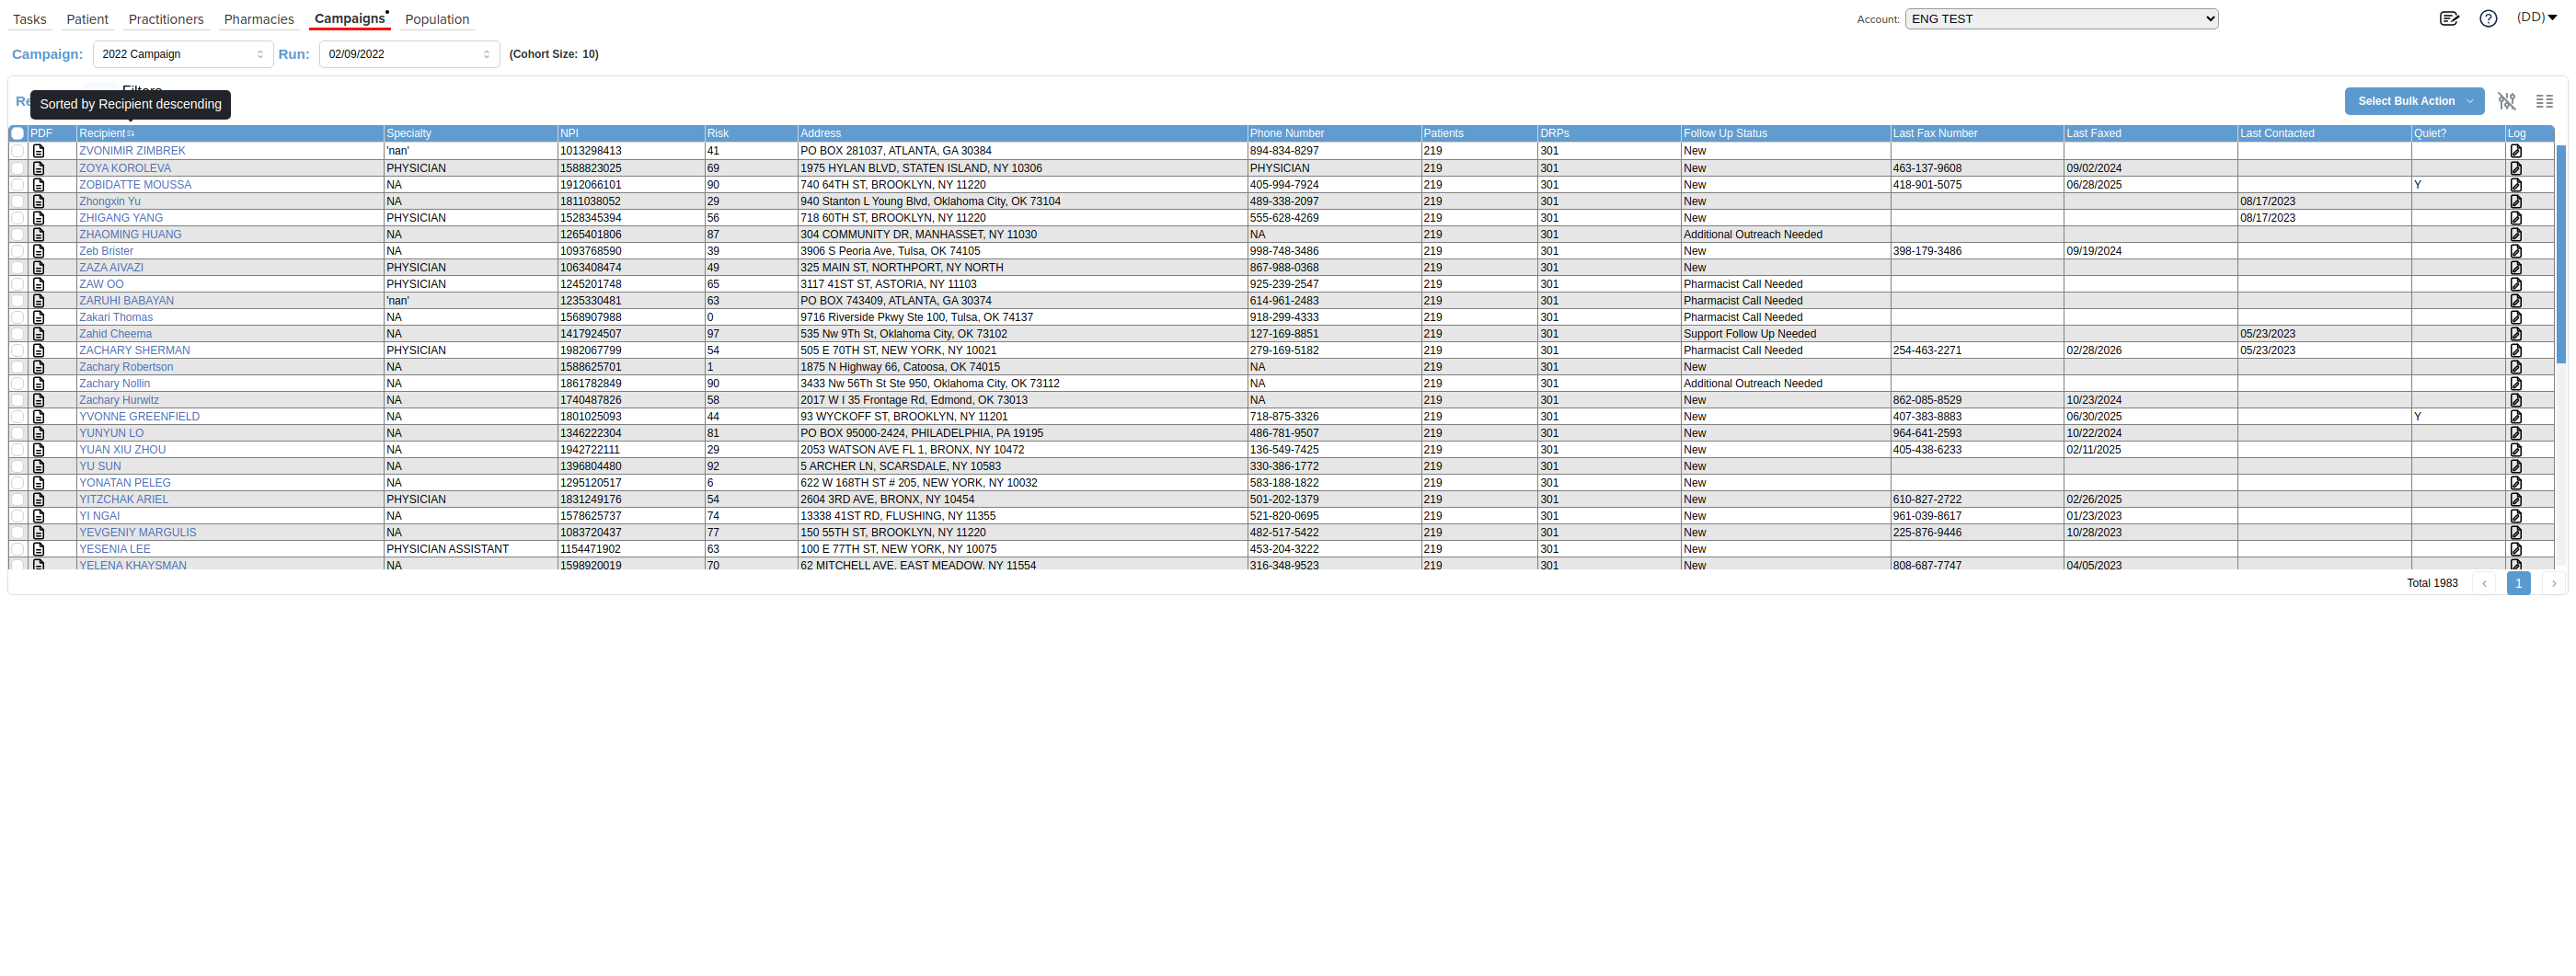 Tasks Patient Practitioners Pharmacies Campaigns Population Account: ENG TEST (DD)
Campaign: 2022 Campaign Run: 02/09/2022 (Cohort Size: 10)
Sorted by Recipient descending Select Bulk Action
PDF Recipient Specialty NPI Risk Address Phone Number Patients DRPs Follow Up Status Last Fax Number Last Faxed Last Contacted Quiet? Log
ZVONIMIR ZIMBREK 'nan' 1013298413 41 PO BOX 281037, ATLANTA, GA 30384 894-834-8297 219 301 New
ZOYA KOROLEVA PHYSICIAN 1588823025 69 1975 HYLAN BLVD, STATEN ISLAND, NY 10306 PHYSICIAN 219 301 New 463-137-9608 09/02/2024
ZOBIDATTE MOUSSA NA 1912066101 90 740 64TH ST, BROOKLYN, NY 11220 405-994-7924 219 301 New 418-901-5075 06/28/2025 Y
Zhongxin Yu NA 1811038052 29 940 Stanton L Young Blvd, Oklahoma City, OK 73104 489-338-2097 219 301 New 08/17/2023
ZHIGANG YANG PHYSICIAN 1528345394 56 718 60TH ST, BROOKLYN, NY 11220 555-628-4269 219 301 New 08/17/2023
ZHAOMING HUANG NA 1265401806 87 304 COMMUNITY DR, MANHASSET, NY 11030 NA 219 301 Additional Outreach Needed
Zeb Brister NA 1093768590 39 3906 S Peoria Ave, Tulsa, OK 74105 998-748-3486 219 301 New 398-179-3486 09/19/2024
ZAZA AIVAZI PHYSICIAN 1063408474 49 325 MAIN ST, NORTHPORT, NY NORTH 867-988-0368 219 301 New
ZAW OO PHYSICIAN 1245201748 65 3117 41ST ST, ASTORIA, NY 11103 925-239-2547 219 301 Pharmacist Call Needed
ZARUHI BABAYAN 'nan' 1235330481 63 PO BOX 743409, ATLANTA, GA 30374 614-961-2483 219 301 Pharmacist Call Needed
Zakari Thomas NA 1568907988 0 9716 Riverside Pkwy Ste 100, Tulsa, OK 74137 918-299-4333 219 301 Pharmacist Call Needed
Zahid Cheema NA 1417924507 97 535 Nw 9Th St, Oklahoma City, OK 73102 127-169-8851 219 301 Support Follow Up Needed 05/23/2023
ZACHARY SHERMAN PHYSICIAN 1982067799 54 505 E 70TH ST, NEW YORK, NY 10021 279-169-5182 219 301 Pharmacist Call Needed 254-463-2271 02/28/2026 05/23/2023
Zachary Robertson NA 1588625701 1 1875 N Highway 66, Catoosa, OK 74015 NA 219 301 New
Zachary Nollin NA 1861782849 90 3433 Nw 56Th St Ste 950, Oklahoma City, OK 73112 NA 219 301 Additional Outreach Needed
Zachary Hurwitz NA 1740487826 58 2017 W I 35 Frontage Rd, Edmond, OK 73013 NA 219 301 New 862-085-8529 10/23/2024
YVONNE GREENFIELD NA 1801025093 44 93 WYCKOFF ST, BROOKLYN, NY 11201 718-875-3326 219 301 New 407-383-8883 06/30/2025 Y
YUNYUN LO NA 1346222304 81 PO BOX 95000-2424, PHILADELPHIA, PA 19195 486-781-9507 219 301 New 964-641-2593 10/22/2024
YUAN XIU ZHOU NA 1942722111 29 2053 WATSON AVE FL 1, BRONX, NY 10472 136-549-7425 219 301 New 405-438-6233 02/11/2025
YU SUN NA 1396804480 92 5 ARCHER LN, SCARSDALE, NY 10583 330-386-1772 219 301 New
YONATAN PELEG NA 1295120517 6 622 W 168TH ST # 205, NEW YORK, NY 10032 583-188-1822 219 301 New
YITZCHAK ARIEL PHYSICIAN 1831249176 54 2604 3RD AVE, BRONX, NY 10454 501-202-1379 219 301 New 610-827-2722 02/26/2025
YI NGAI NA 1578625737 74 13338 41ST RD, FLUSHING, NY 11355 521-820-0695 219 301 New 961-039-8617 01/23/2023
YEVGENIY MARGULIS NA 1083720437 77 150 55TH ST, BROOKLYN, NY 11220 482-517-5422 219 301 New 225-876-9446 10/28/2023
YESENIA LEE PHYSICIAN ASSISTANT 1154471902 63 100 E 77TH ST, NEW YORK, NY 10075 453-204-3222 219 301 New
YELENA KHAYSMAN NA 1598920019 70 62 MITCHELL AVE, EAST MEADOW, NY 11554 316-348-9523 219 301 New 808-687-7747 04/05/2023
Total 1983 1